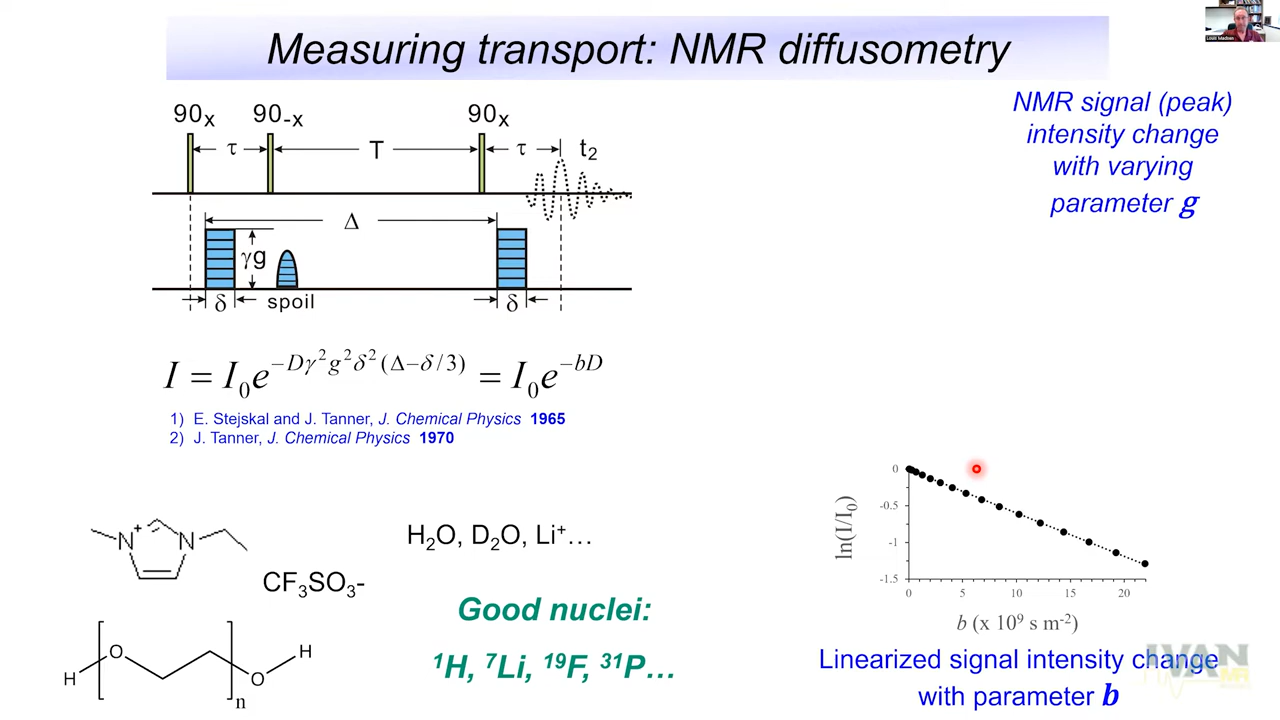 Measuring transport: NMR diffusometry
Louis Madsen
90x 90-x 90x
τ T τ t2
Δ
γg
δ spoil δ
I = I0e^−Dγ²g²δ²(Δ−δ/3) = I0e^−bD
1) E. Stejskal and J. Tanner, J. Chemical Physics 1965
2) J. Tanner, J. Chemical Physics 1970
NMR signal (peak)
intensity change
with varying
parameter g
N + N
CF3SO3-
H O O H
n
H2O, D2O, Li+…
Good nuclei:
1H, 7Li, 19F, 31P…
ln(I/I0)
0
-0.5
-1
-1.5
0 5 10 15 20
b (x 10⁹ s m⁻²)
Linearized signal intensity change
with parameter b
IVAN